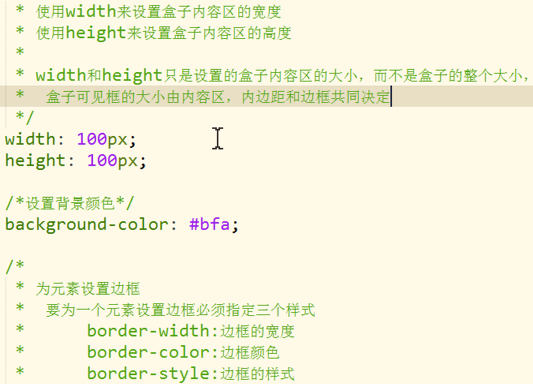 * 使用width来设置盒子内容区的宽度
* 使用height来设置盒子内容区的高度
*
* width和height只是设置的盒子内容区的大小，而不是盒子的整个大小，
* 盒子可见框的大小由内容区，内边距和边框共同决定
*/
width: 100px;
height: 100px;
/*设置背景颜色*/
background-color: #bfa;
/*
* 为元素设置边框
* 要为一个元素设置边框必须指定三个样式
* border-width:边框的宽度
* border-color:边框颜色
* border-style:边框的样式